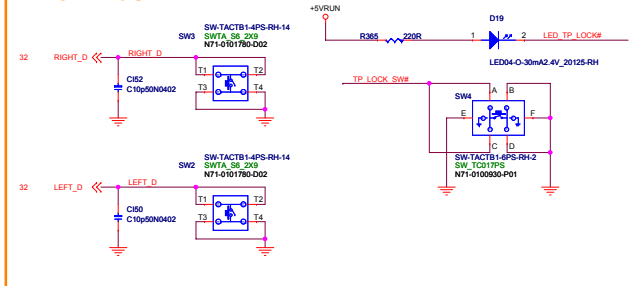 +5VRUN
SW-TACTB1-4PS-RH-14
SW3 SWTA_S6_2X9
N71-0101780-D02
32 RIGHT_D RIGHT_D
T1 T2
T3 T4
CI52
C10p50N0402
R365 220R
D19
1 2 LED_TP_LOCK#
LED04-O-30mA2.4V_20125-RH
TP_LOCK_SW#
SW4
A B
E F
C D
SW-TACTB1-6PS-RH-2
SW_TC017PS
N71-0100930-P01
SW-TACTB1-4PS-RH-14
SW2 SWTA_S6_2X9
N71-0101780-D02
32 LEFT_D LEFT_D
T1 T2
T3 T4
CI50
C10p50N0402